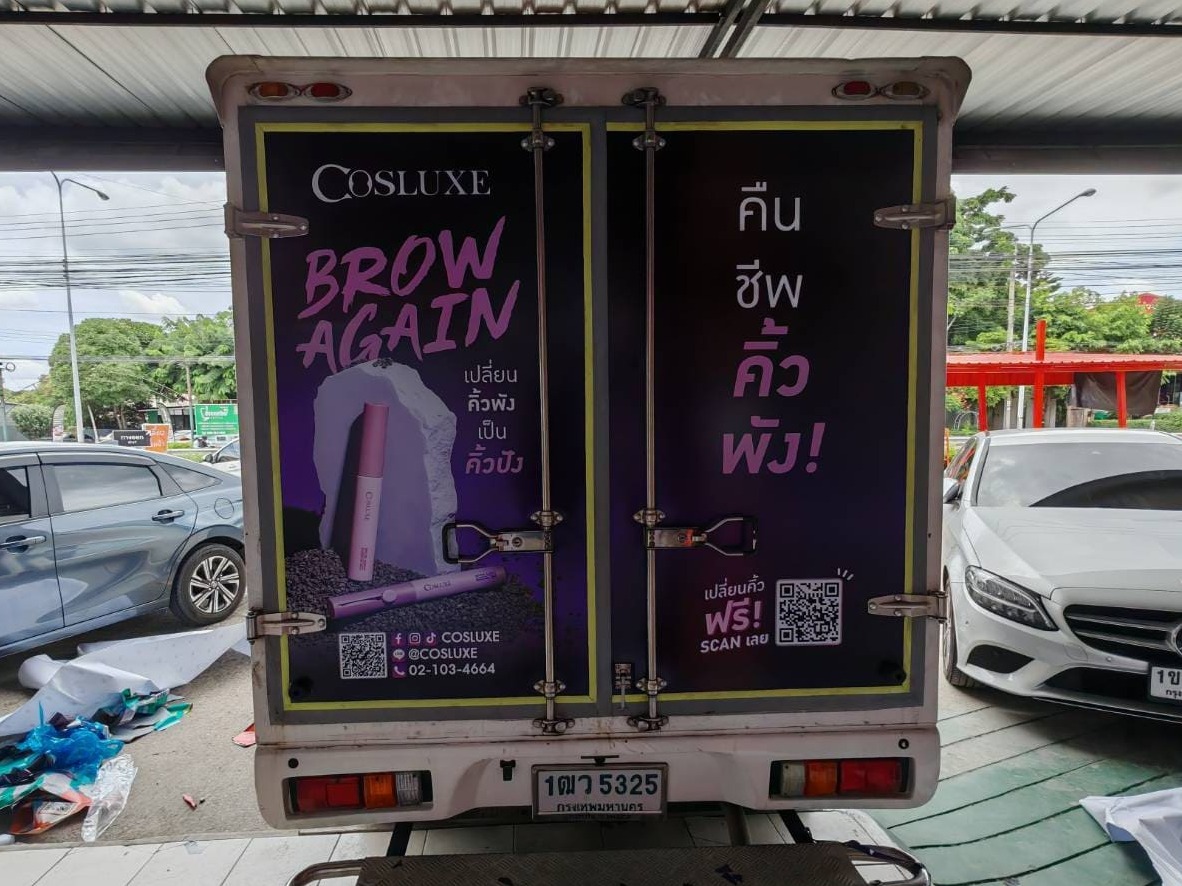 COSLUXE
BROW
AGAIN
เปลี่ยน
คิ้วพัง
เป็น
คิ้วปัง
COSLUXE
COSLUXE
COSLUXE
@COSLUXE
02-103-4664
คืน
ชีพ
คิ้ว
พัง!
เปลี่ยนคิ้ว
ฟรี!
SCAN เลย
1ฒว 5325
กรุงเทพมหานคร